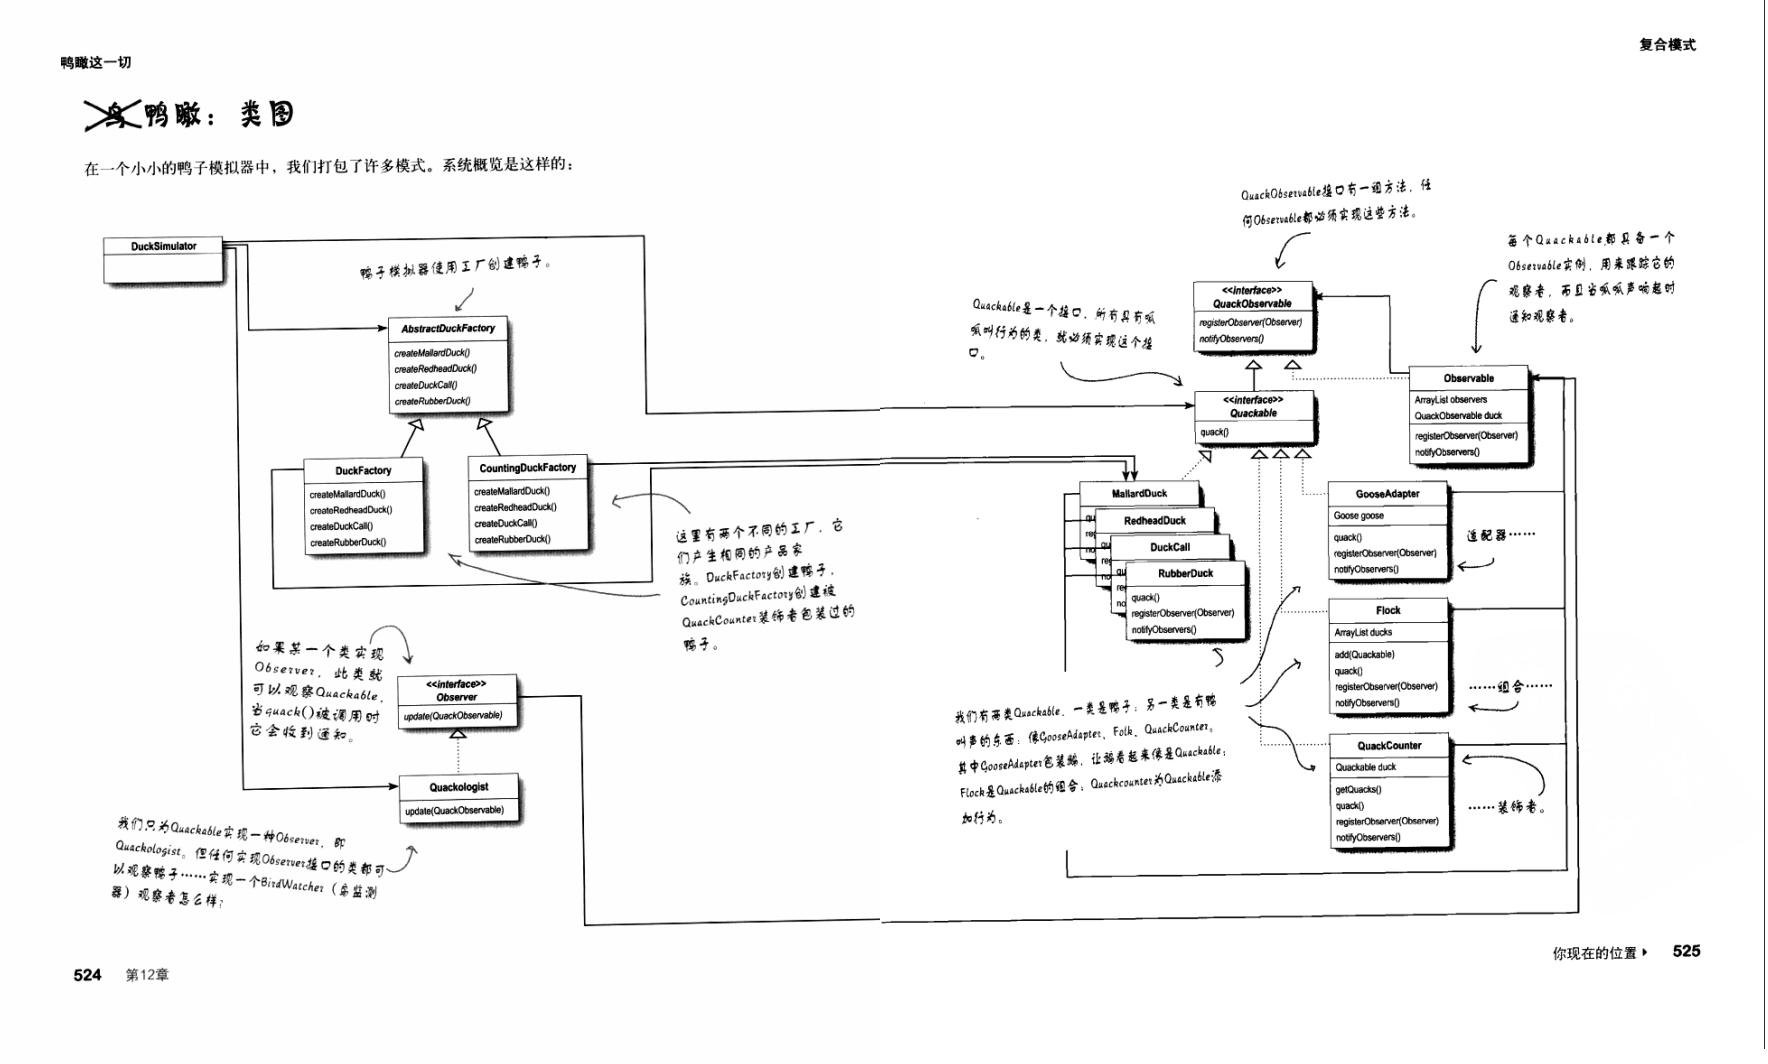 鸭瞰这一切
鸭瞰：类图
在一个小小的鸭子模拟器中，我们打包了许多模式。系统概览是这样的：
DuckSimulator
鸭子模拟器使用工厂创建鸭子。
AbstractDuckFactory
createMallardDuck()
createRedheadDuck()
createDuckCall()
createRubberDuck()
DuckFactory
createMallardDuck()
createRedheadDuck()
createDuckCall()
createRubberDuck()
CountingDuckFactory
createMallardDuck()
createRedheadDuck()
createDuckCall()
createRubberDuck()
这里有两个不同的工厂，它
们产生相同的产品家
族。DuckFactory创建鸭子，
CountingDuckFactory创建被
QuackCounter装饰者包装过的
鸭子。
如果某一个类实现
Observer，此类就
可以观察Quackable，
当quack()被调用时
它会收到通知。
<<interface>>
Observer
update(QuackObservable)
Quackologist
update(QuackObservable)
我们只为Quackable实现一种Observer，即
Quackologist。但任何实现Observer接口的类都可
以观察鸭子……实现一个BirdWatcher（鸟监测
器）观察者怎么样？
524 第12章
复合模式
QuackObservable接口有一组方法，任
何Observable都必须实现这些方法。
每个Quackable都具备一个
Observable实例，用来跟踪它的
观察者，而且当呱呱声响起时
通知观察者。
Quackable是一个接口，所有具有呱
呱叫行为的类，就必须实现这个接
口。
<<interface>>
QuackObservable
registerObserver(Observer)
notifyObservers()
<<interface>>
Quackable
quack()
Observable
ArrayList observers
QuackObservable duck
registerObserver(Observer)
notifyObservers()
MallardDuck
qu
re
no
RedheadDuck
qu
re
no
DuckCall
qu
re
no
RubberDuck
quack()
registerObserver(Observer)
notifyObservers()
GooseAdapter
Goose goose
quack()
registerObserver(Observer)
notifyObservers()
适配器……
Flock
ArrayList ducks
add(Quackable)
quack()
registerObserver(Observer)
notifyObservers()
……组合……
QuackCounter
Quackable duck
getQuacks()
quack()
registerObserver(Observer)
notifyObservers()
……装饰者。
我们有两类Quackable，一类是鸭子；另一类是有鸭
叫声的东西：像GooseAdapter、Folk、QuackCounter。
其中GooseAdapter包装鹅，让鹅看起来像是Quackable；
Flock是Quackable的组合；Quackcounter为Quackable添
加行为。
你现在的位置 525